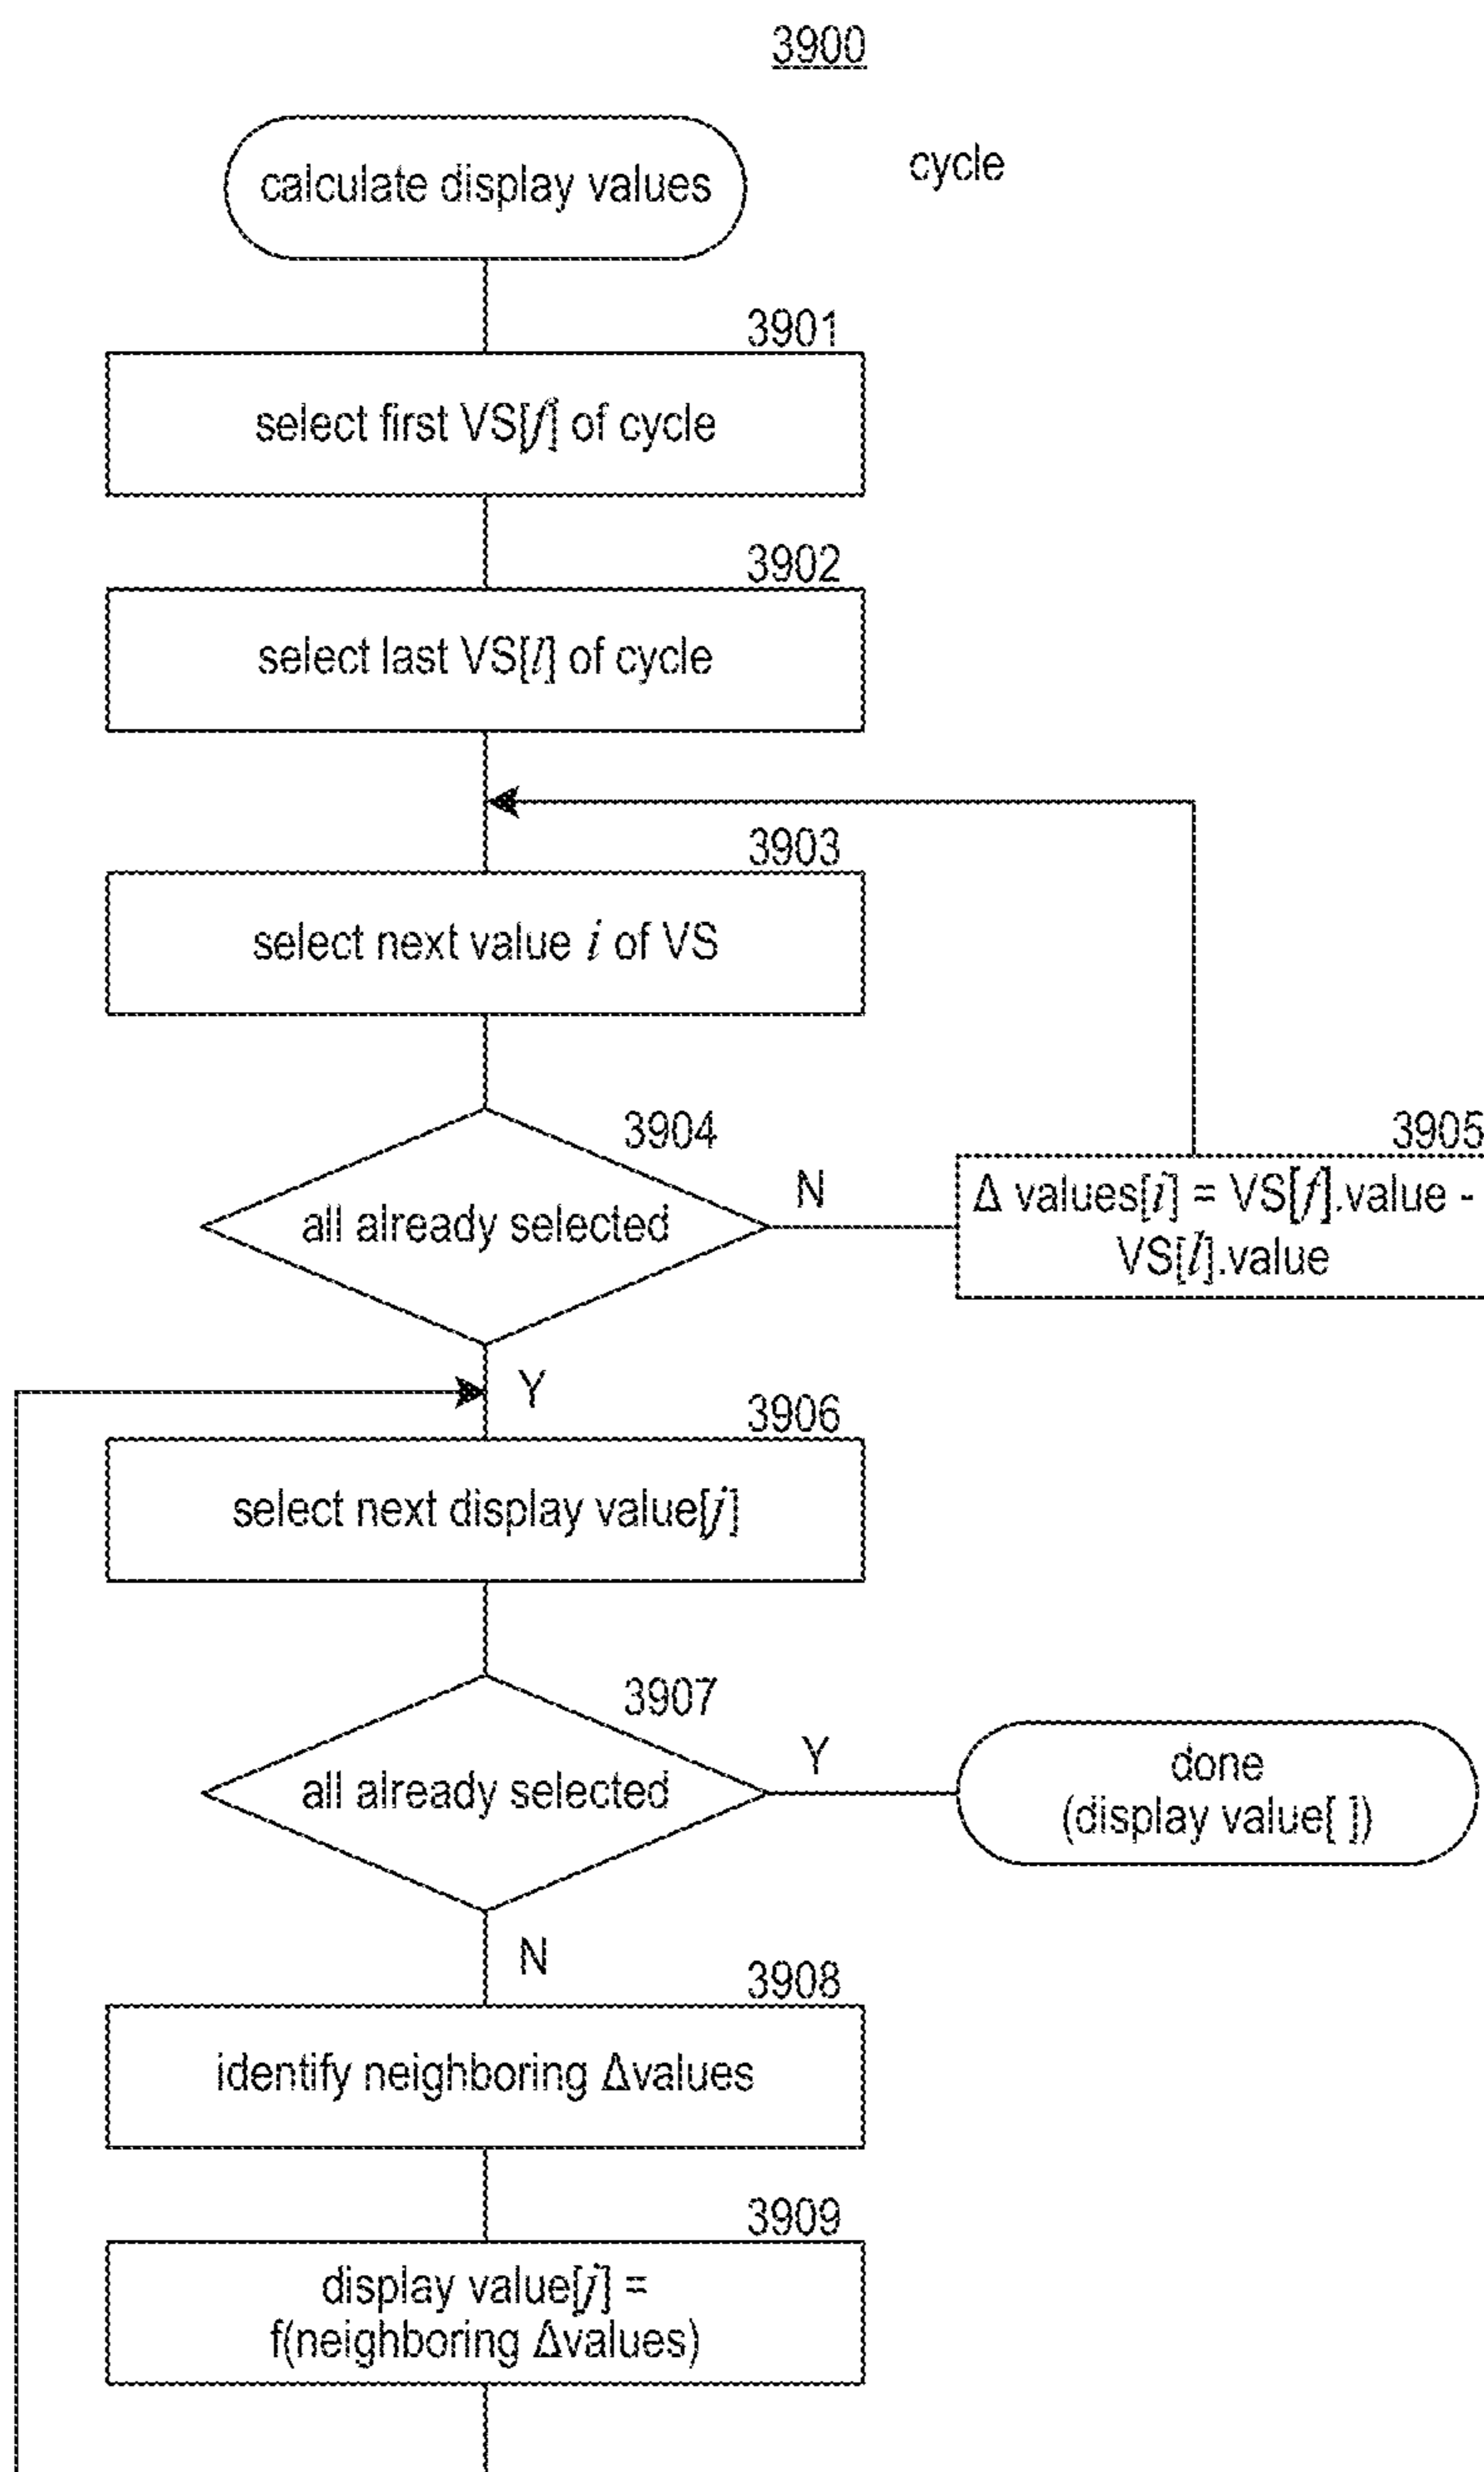 3900
calculate display values
cycle
3901
select first VS[f] of cycle
3902
select last VS[l] of cycle
3903
select next value i of VS
3904
all already selected
N
3905
Δ values[i] = VS[f].value -
VS[l].value
Y
3906
select next display value[j]
3907
all already selected
Y
done
(display value[ ])
N
3908
identify neighboring Δvalues
3909
display value[j] =
f(neighboring Δvalues)